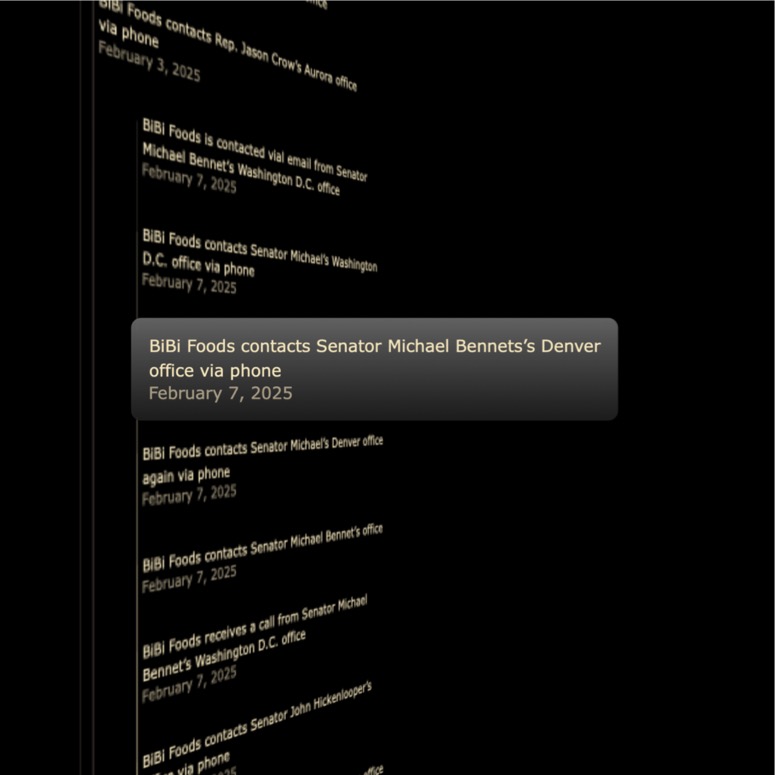 office
BiBi Foods contacts Rep. Jason Crow's Aurora office
via phone
February 3, 2025
BiBi Foods is contacted vial email from Senator
Michael Bennet's Washington D.C. office
February 7, 2025
BiBi Foods contacts Senator Michael's Washington
D.C. office via phone
February 7, 2025
BiBi Foods contacts Senator Michael Bennets's Denver
office via phone
February 7, 2025
BiBi Foods contacts Senator Michael's Denver office
again via phone
February 7, 2025
BiBi Foods contacts Senator Michael Bennet's office
February 7, 2025
BiBi Foods receives a call from Senator Michael
Bennet's Washington D.C. office
February 7, 2025
BiBi Foods contacts Senator John Hickenlooper's
via phone
office